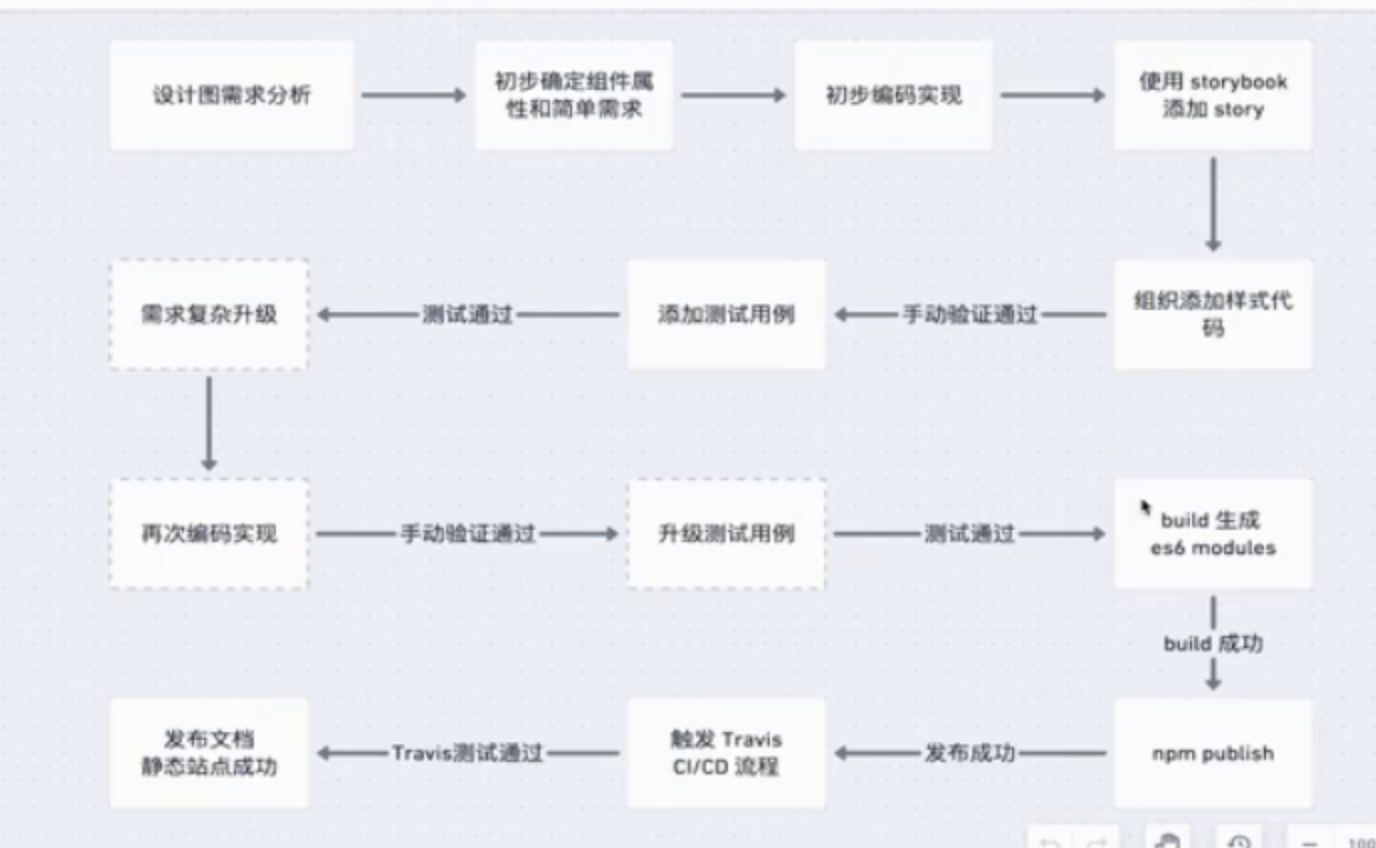 设计图需求分析
初步确定组件属
性和简单需求
初步编码实现
使用 storybook
添加 story
组织添加样式代
码
手动验证通过
添加测试用例
测试通过
需求复杂升级
再次编码实现
手动验证通过
升级测试用例
测试通过
build 生成
es6 modules
build 成功
npm publish
发布成功
触发 Travis
CI/CD 流程
Travis测试通过
发布文档
静态站点成功